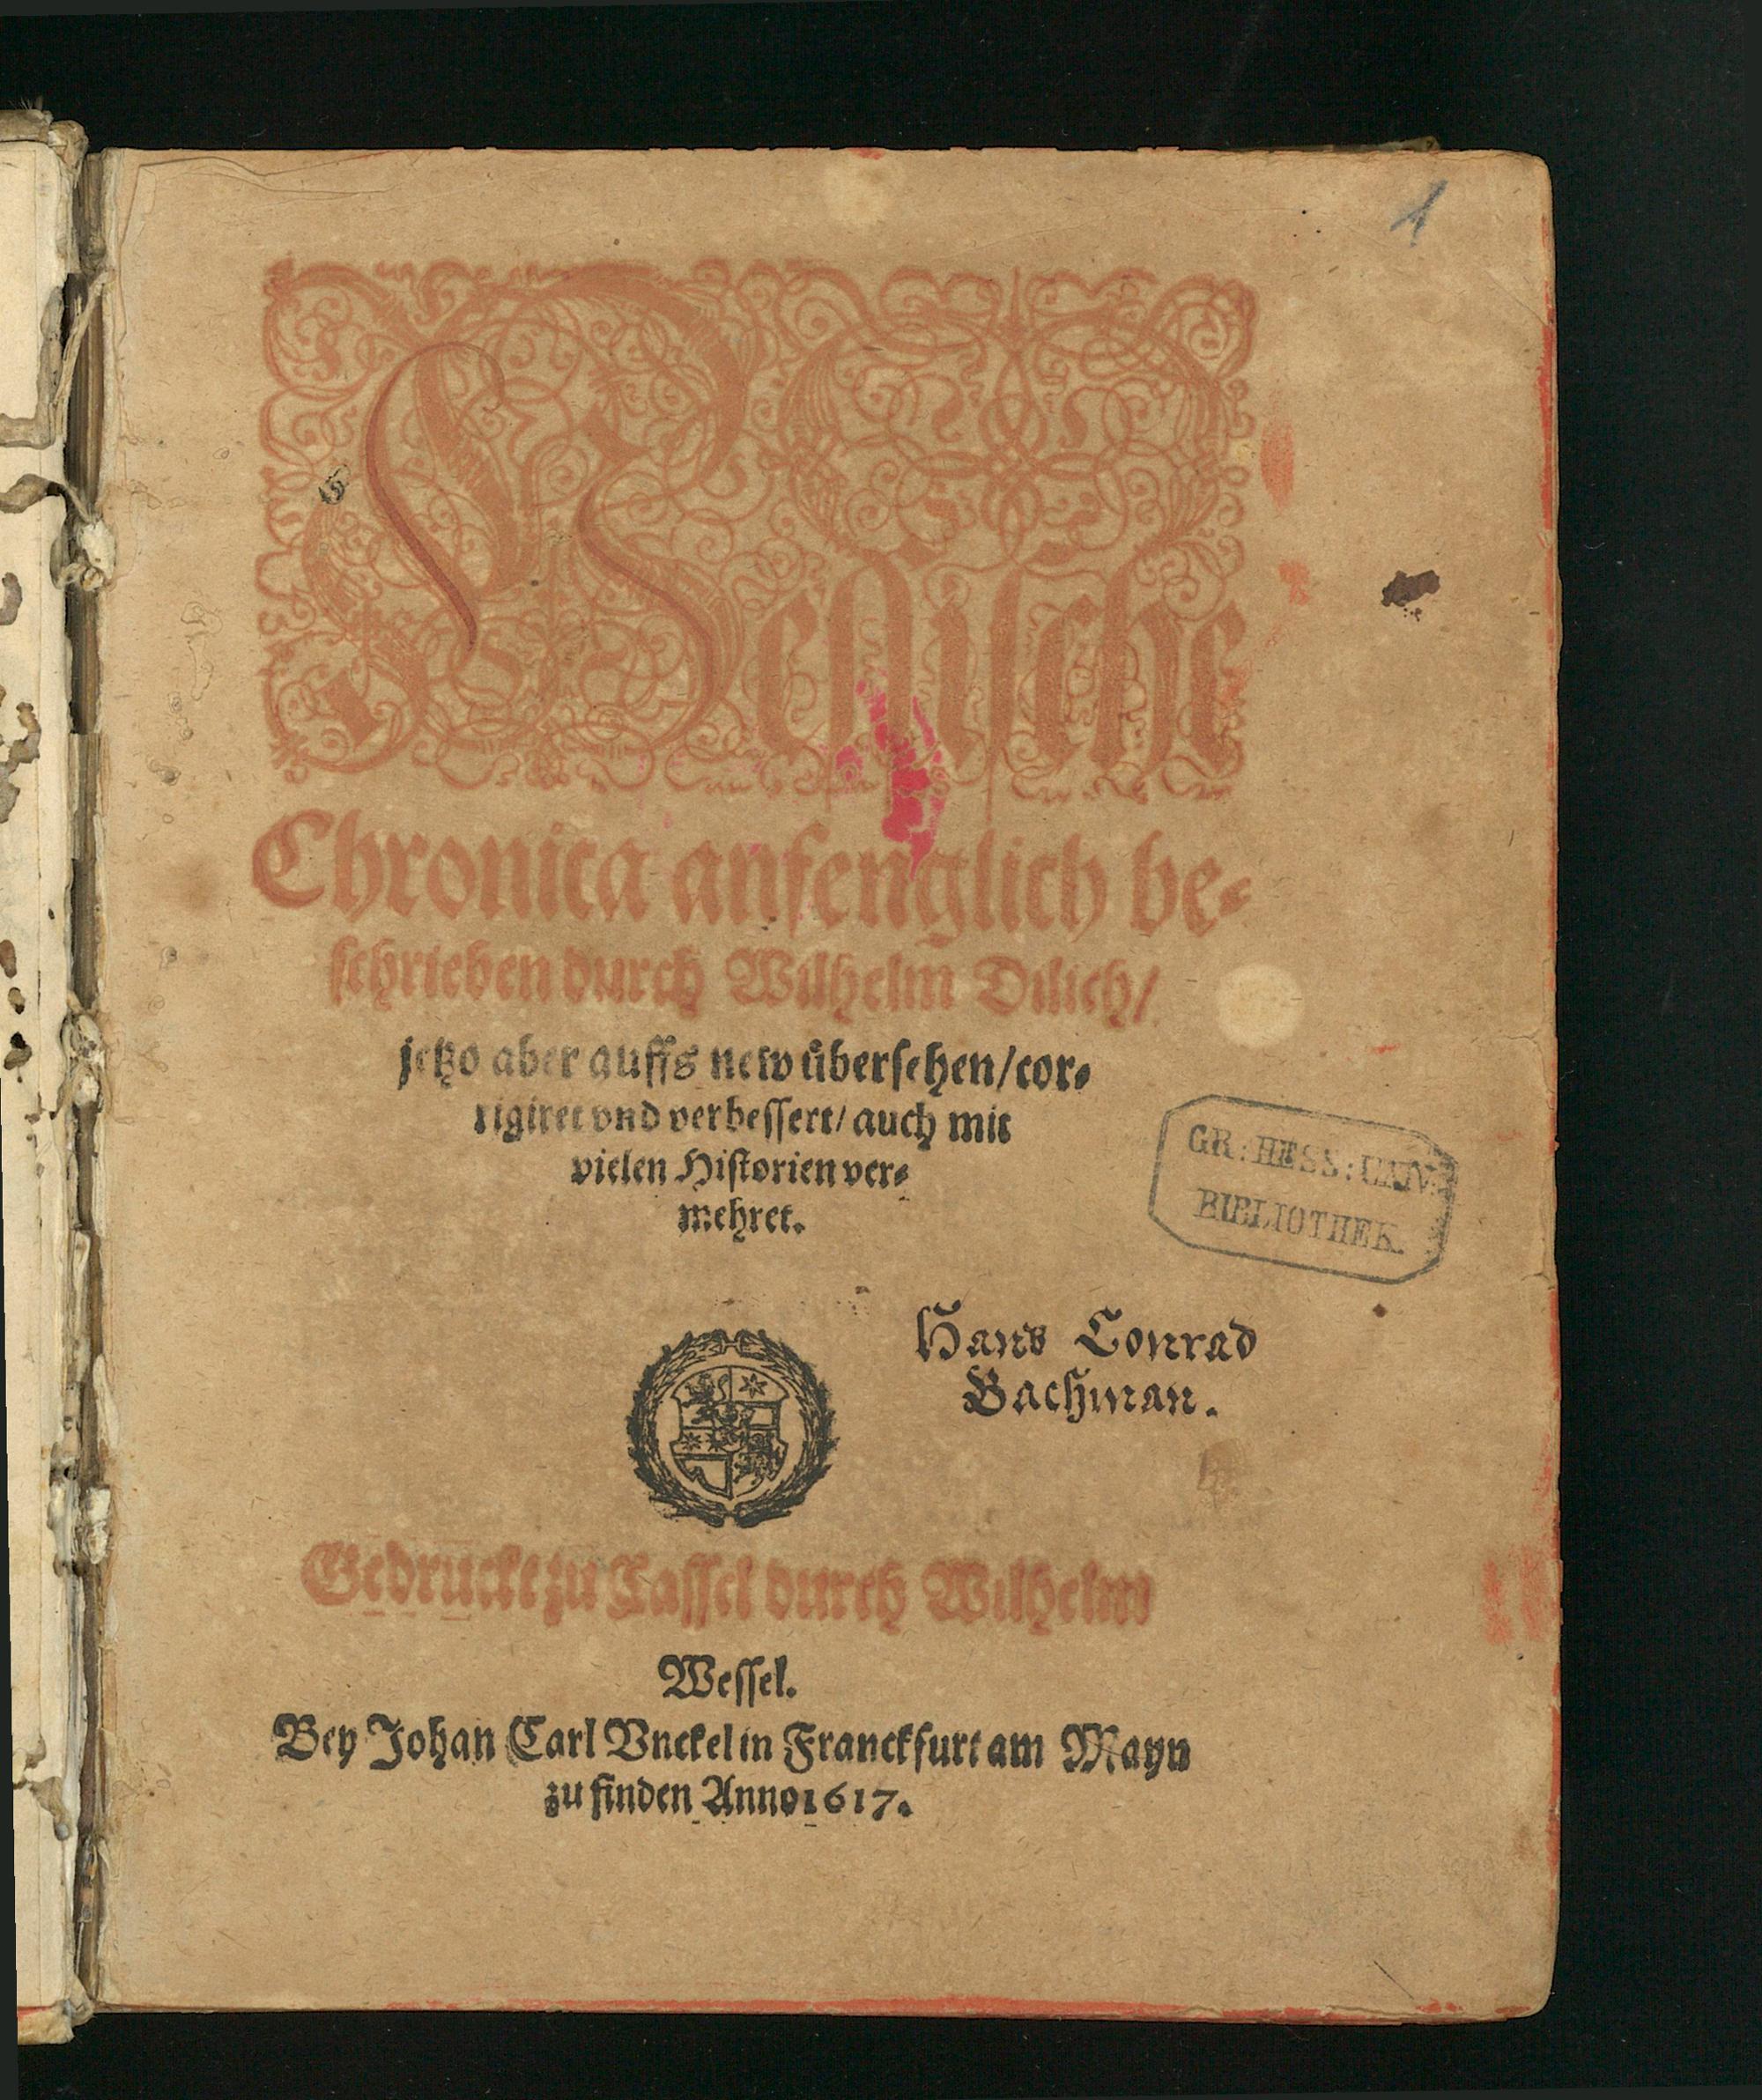 1
Hessische
Chronica anfenglich be-
schrieben durch Wilhelm Dilich/
jetzo aber auffs new übersehen/cor-
rigiret vnd verbessert/ auch mit
vielen Historien ver-
mehret.
GR: HESS: UNIV:
BIBLIOTHEK.
Hans Conrad
Bachman.
Gedruckt zu Cassel durch Wilhelm
Wessel.
Bey Johan Carl Vnckel in Franckfurt am Mayn
zu finden Anno 1617.